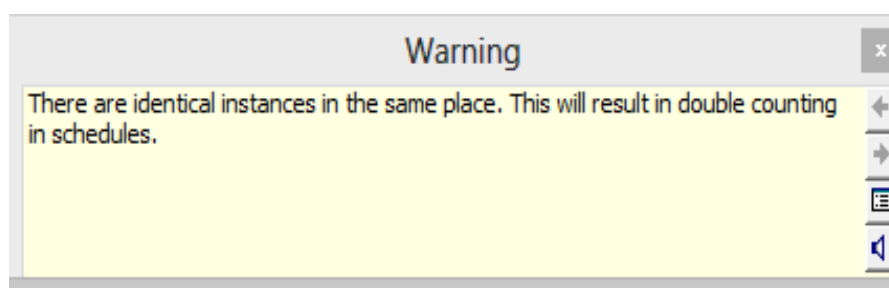 Warning
x
There are identical instances in the same place. This will result in double counting
in schedules.